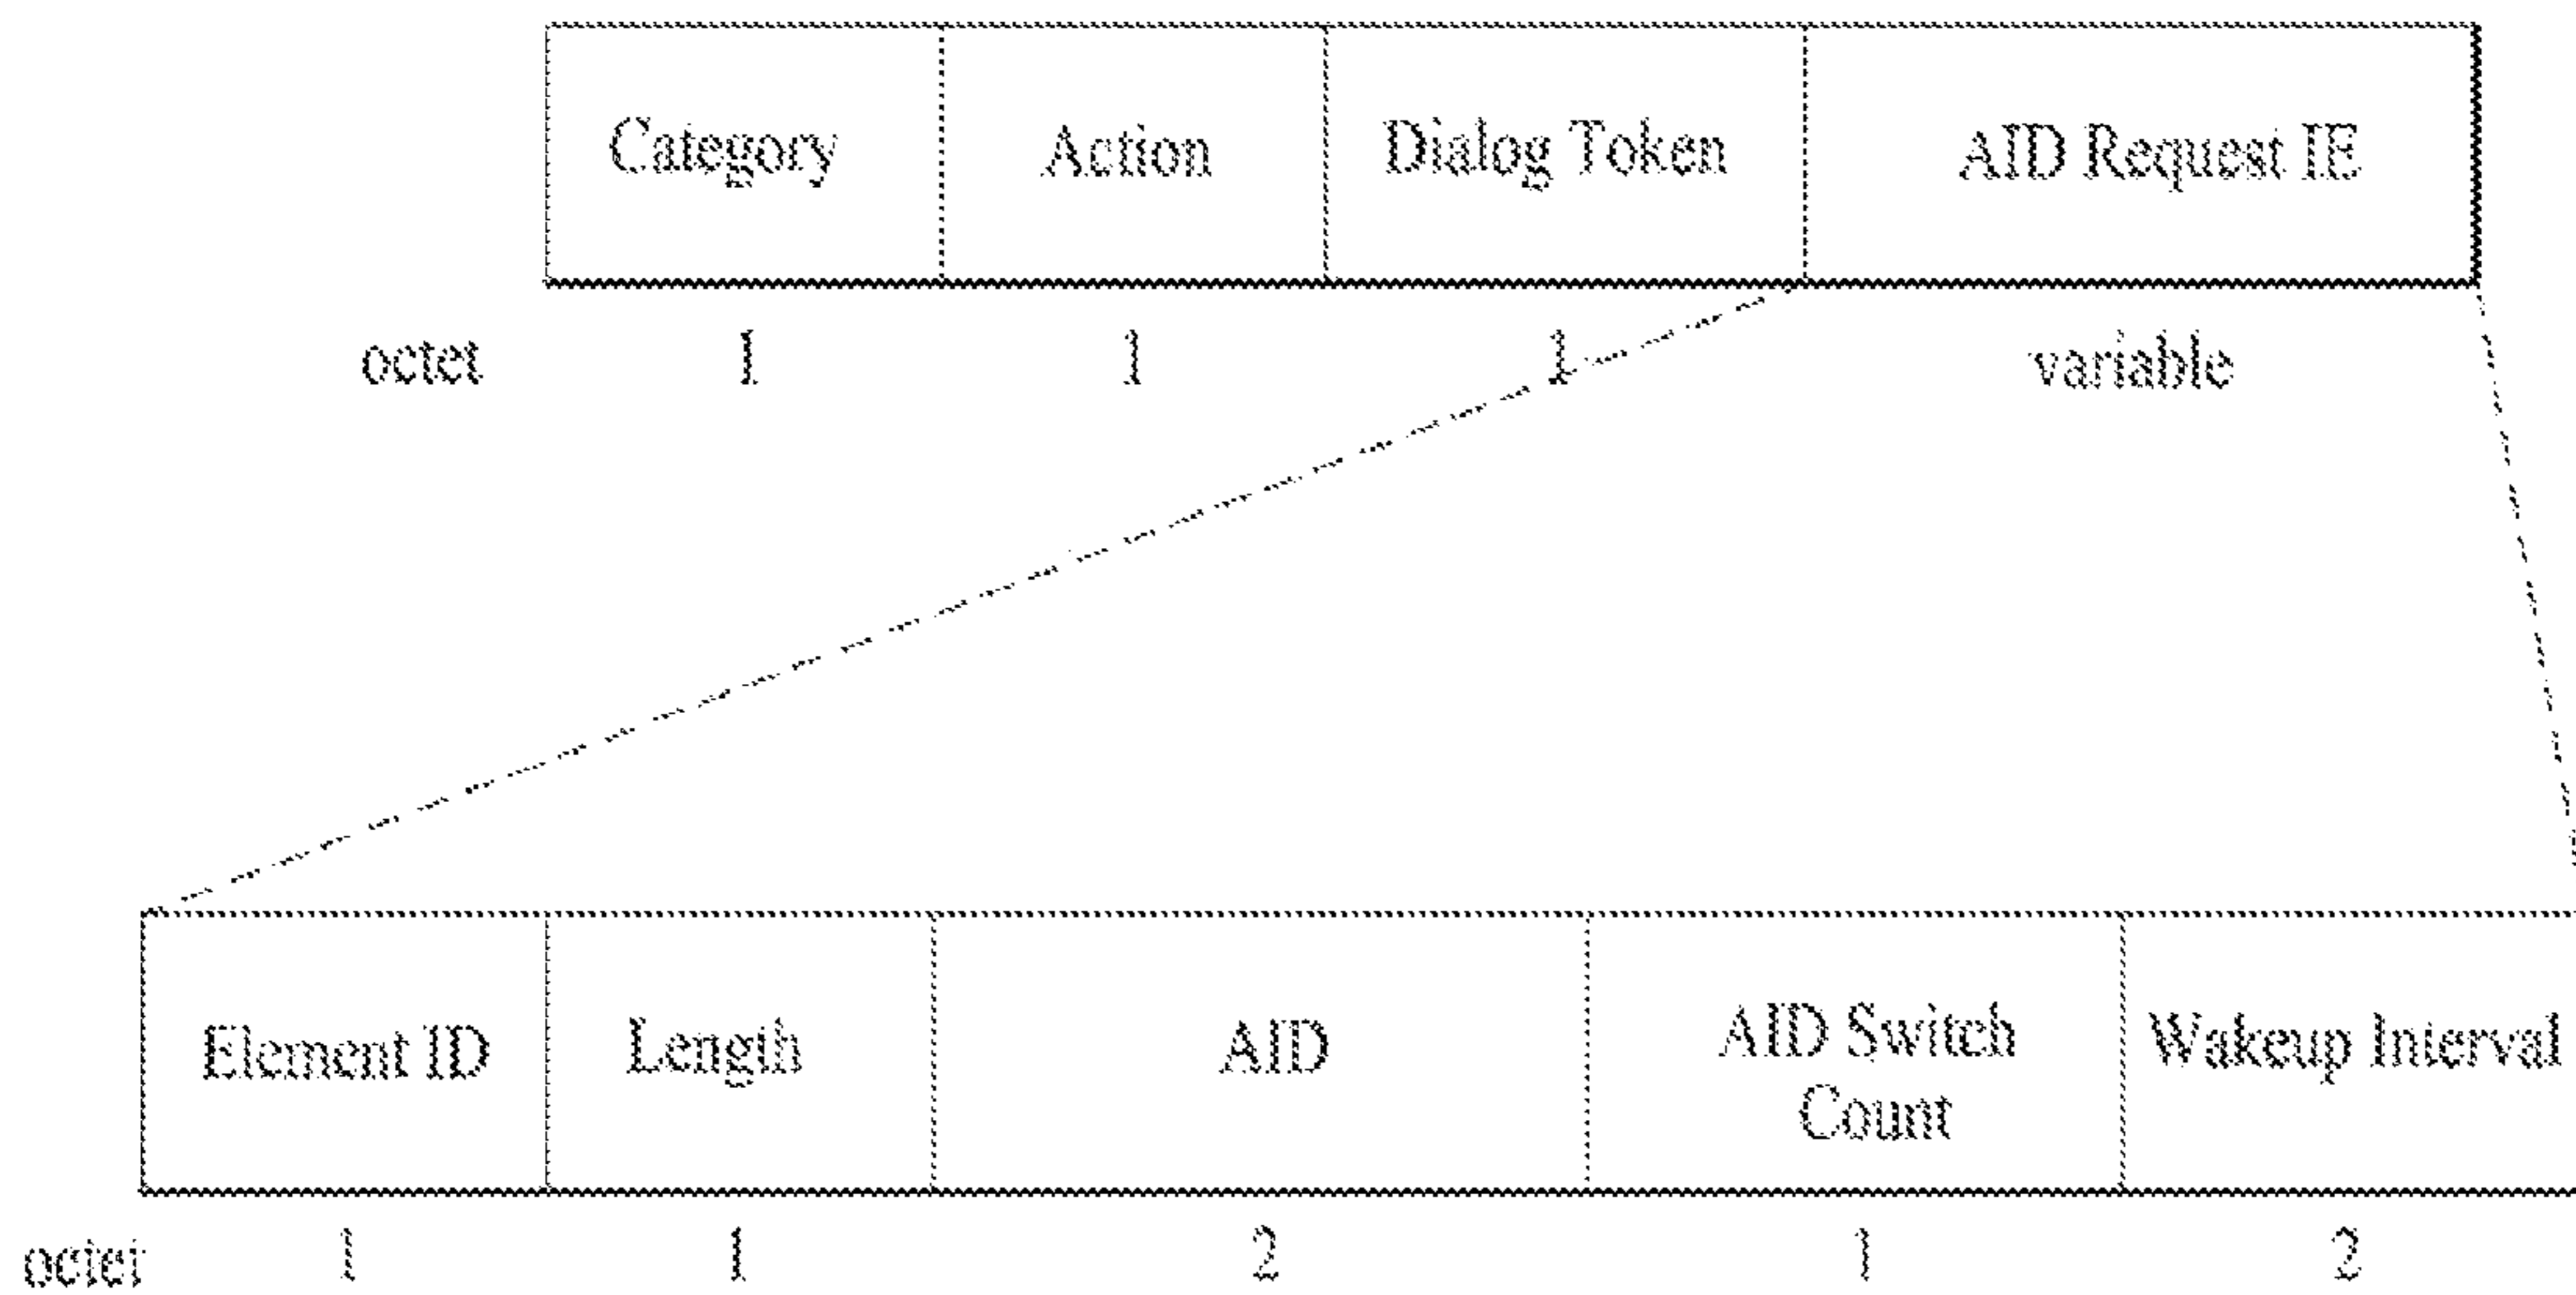 Category Action Dialog Token AID Request IE
octet 1 1 1 variable
Element ID Length AID AID Switch Count Wakeup Interval
octet 1 1 2 1 2